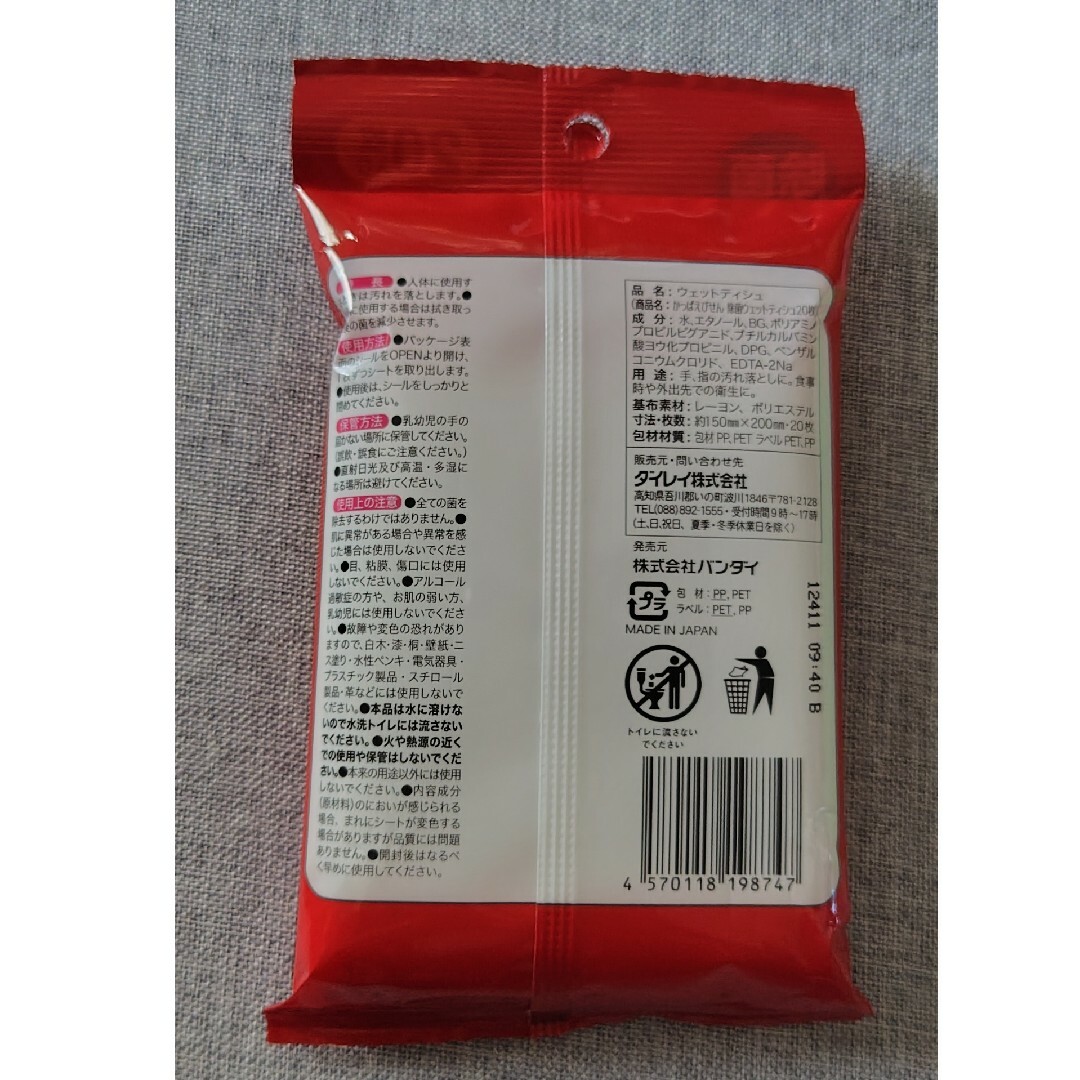 特長 ●人体に使用す
は汚れを落とします。●
に使用する場合は拭き取っ
の菌を減少させます。
使用方法 ●パッケージ表
のシールをOPENより開け、
ずつシートを取り出します。
●使用後は、シールをしっかりと
閉めてください。
保管方法 ●乳幼児の手の
届かない場所に保管してください。
(誤飲・誤食にご注意ください。)
●直射日光及び高温・多湿に
なる場所は避けてください。
使用上の注意 ●全ての菌を
除去するわけではありません。●
肌に異常がある場合や異常を感
じた場合は使用しないでくださ
い。●目、粘膜、傷口には使用
しないでください。●アルコール
過敏症の方や、お肌の弱い方、
乳幼児には使用しないでくださ
い。●故障や変色の恐れがあり
ますので、白木・漆・桐・壁紙・ニ
ス塗り・水性ペンキ・電気器具・
プラスチック製品・スチロール
製品・革などには使用しないで
ください。●本品は水に溶けな
いので水洗トイレには流さない
でください。●火や熱源の近く
での使用や保管はしないでくだ
さい。●本来の用途以外には使用
しないでください。●内容成分
(原材料)のにおいが感じられる
場合、まれにシートが変色する
場合がありますが品質には問題
ありません。●開封後はなるべ
く早めに使用してください。
品 名:ウェットティシュ
(商品名:かっぱえびせん 除菌ウェットティシュ20枚)
成 分:水、エタノール、BG、ポリアミノ
プロピルビグアニド、ブチルカルバミン
酸ヨウ化プロピニル、DPG、ベンザル
コニウムクロリド、EDTA-2Na
用 途:手、指の汚れ落としに。食事
時や外出先での衛生に。
基布素材:レーヨン、ポリエステル
寸法・枚数:約150mm×200mm・20枚
包材材質:包材 PP, PET ラベル PET, PP
販売元・問い合わせ先
ダイレイ株式会社
高知県吾川郡いの町波川1846〒781-2128
TEL(088)892-1555・受付時間9時～17時
(土、日、祝日、夏季・冬季休業日を除く)
発売元
株式会社バンダイ
プラ
包 材:PP, PET
ラベル:PET, PP
MADE IN JAPAN
トイレに流さない
でください
12411 09:40 B
4 570118 198747